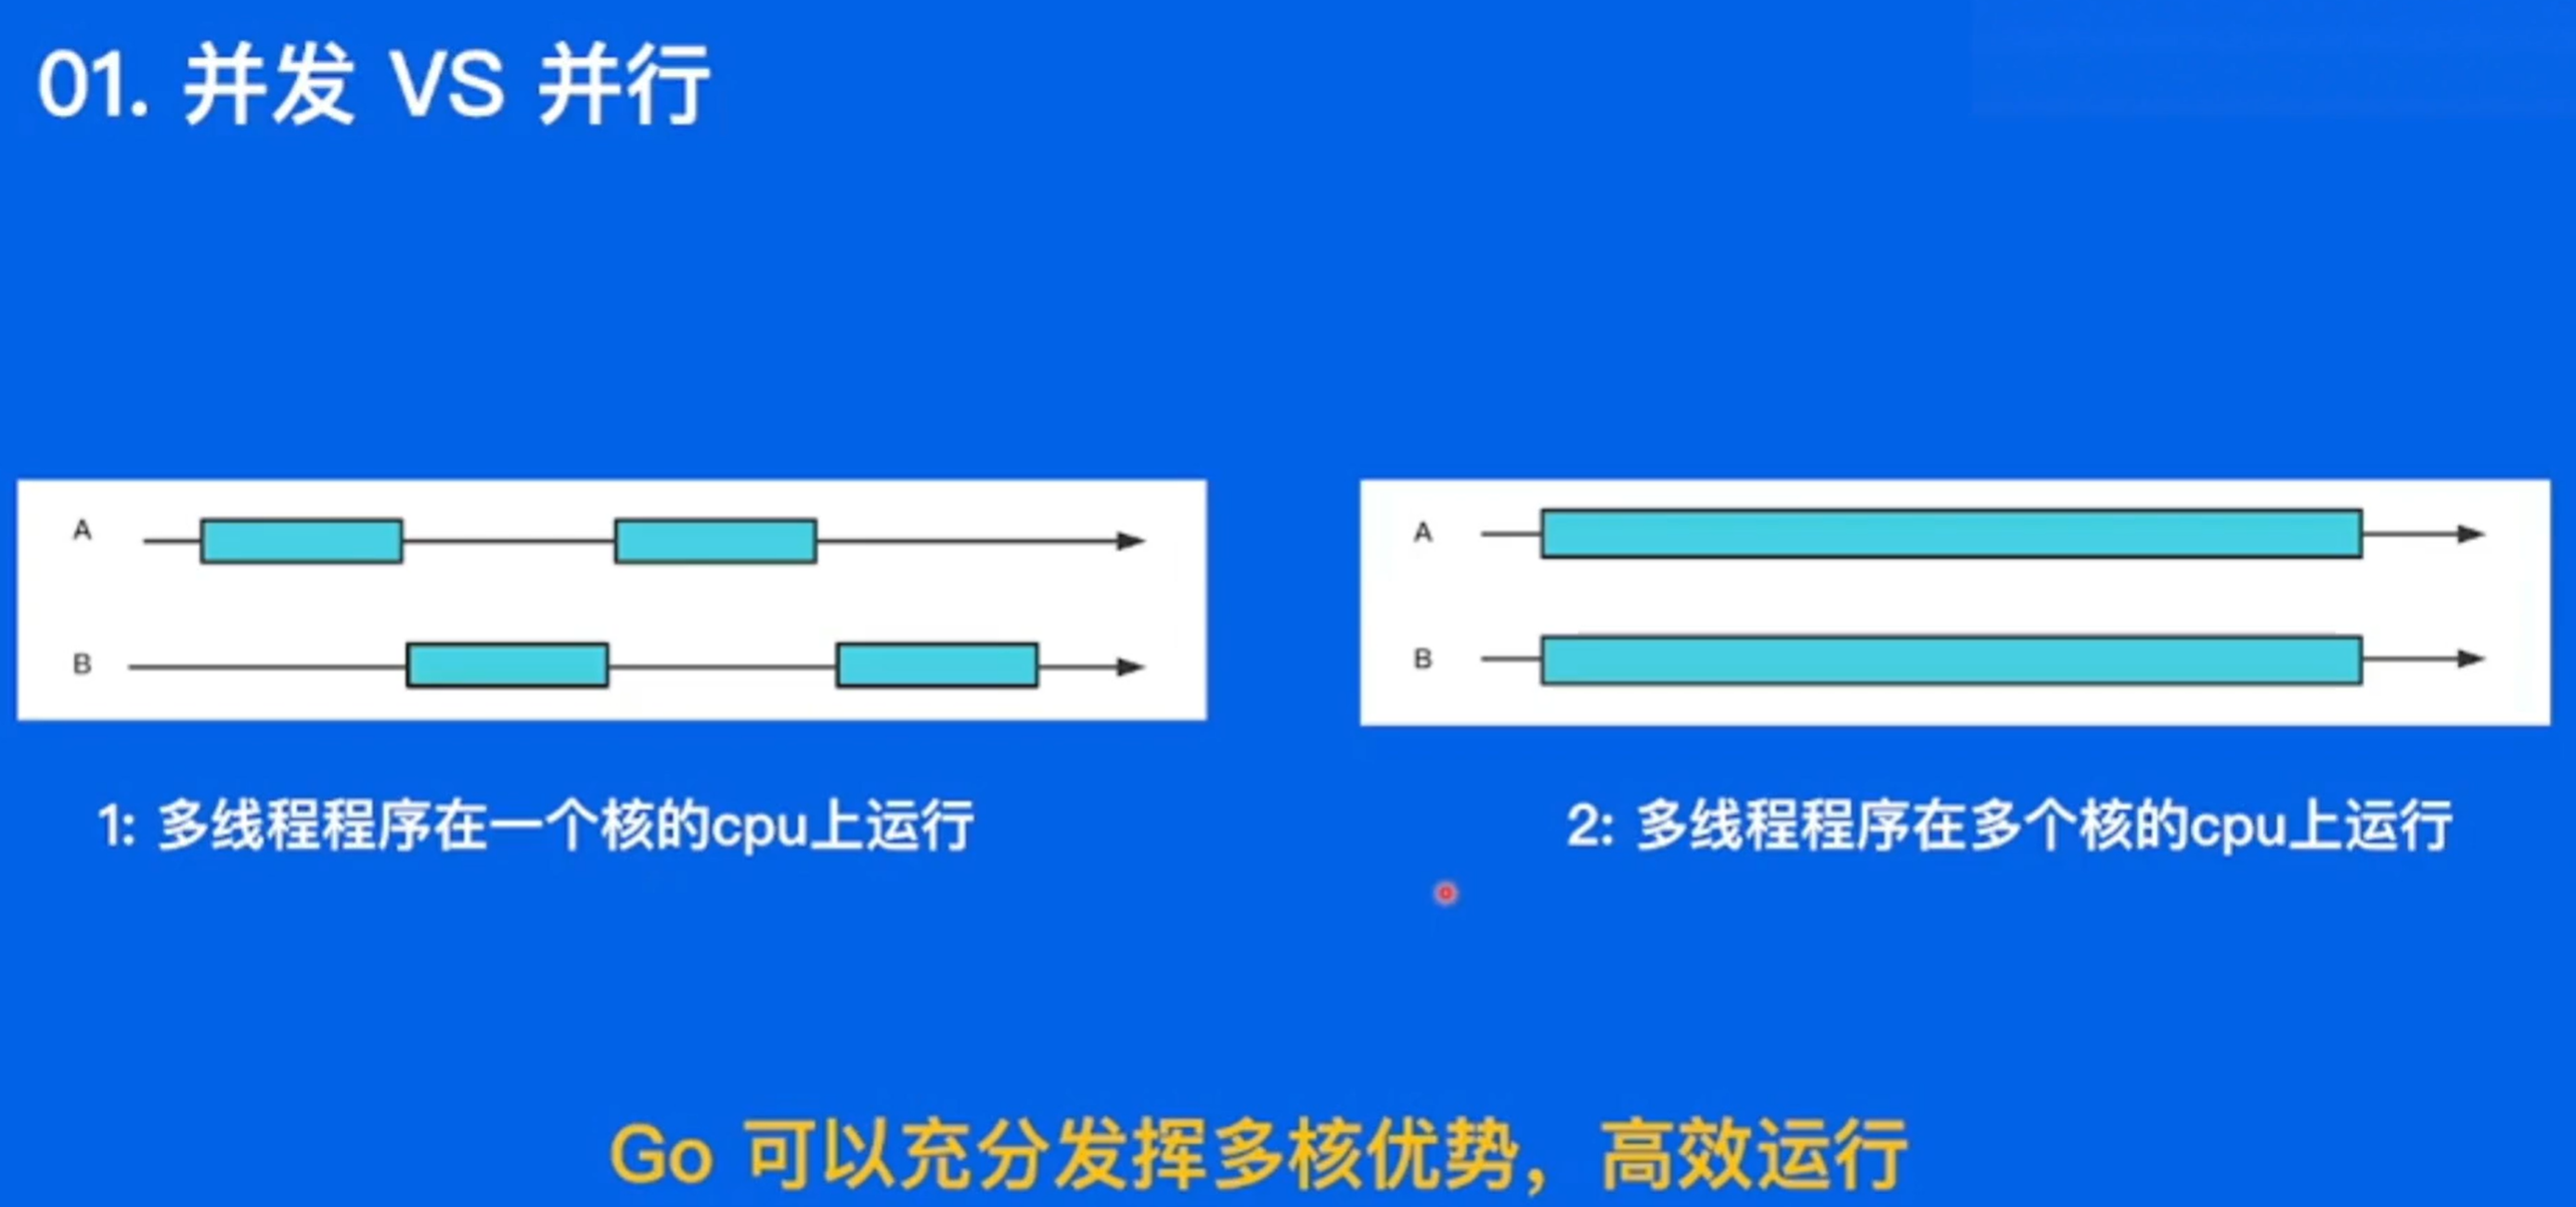 01. 并发 VS 并行
A
B
A
B
1: 多线程程序在一个核的cpu上运行
2: 多线程程序在多个核的cpu上运行
Go 可以充分发挥多核优势，高效运行